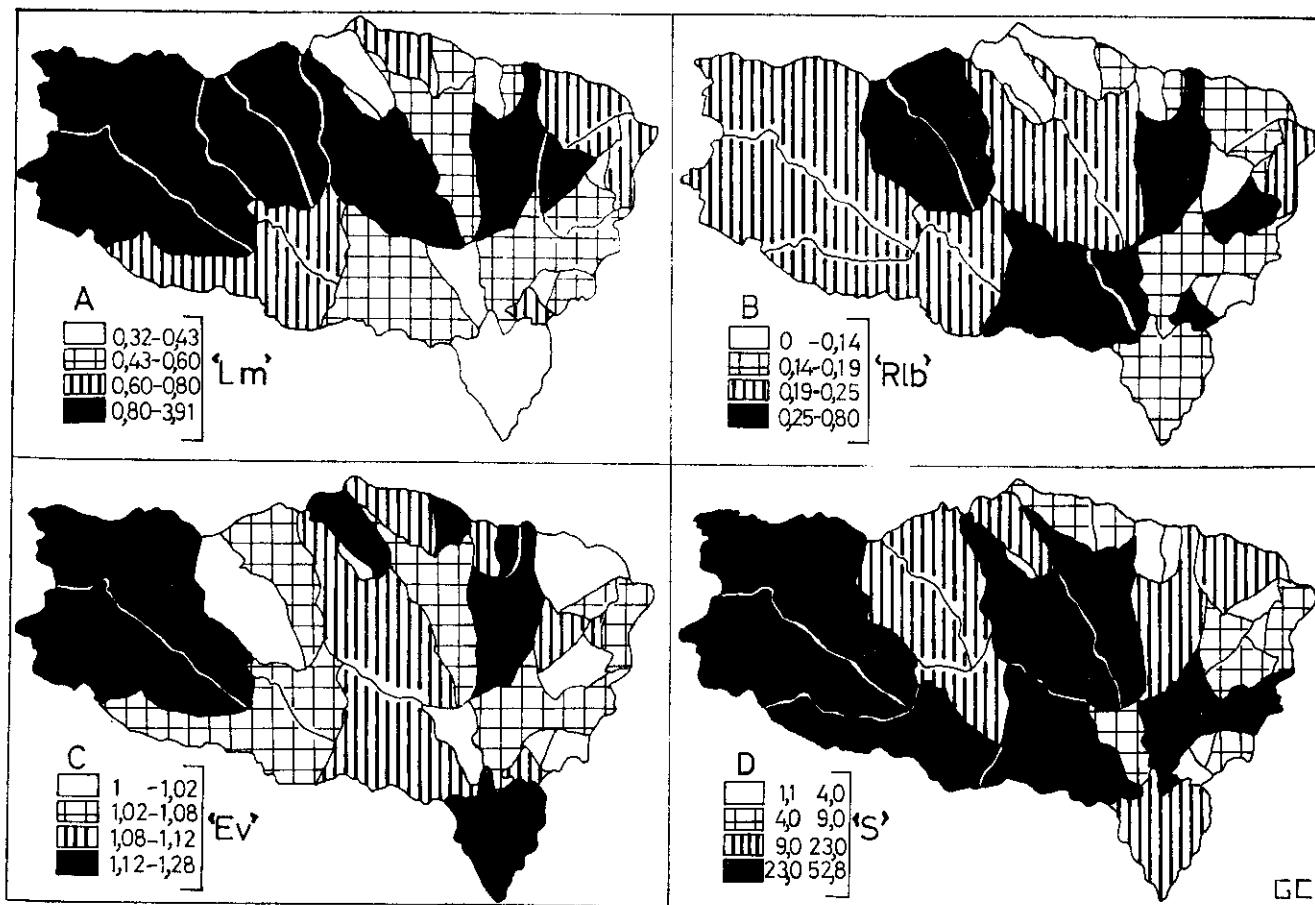 A
0,32-0,43
0,43-0,60
0,60-0,80
0,80-3,91
'Lm'
B
0 -0,14
0,14-0,19
0,19-0,25
0,25-0,80
'Rlb'
C
1 -1,02
1,02-1,08
1,08-1,12
1,12-1,28
'Ev'
D
1,1 4,0
4,0 9,0
9,0 23,0
23,0 52,8
'S'
GC